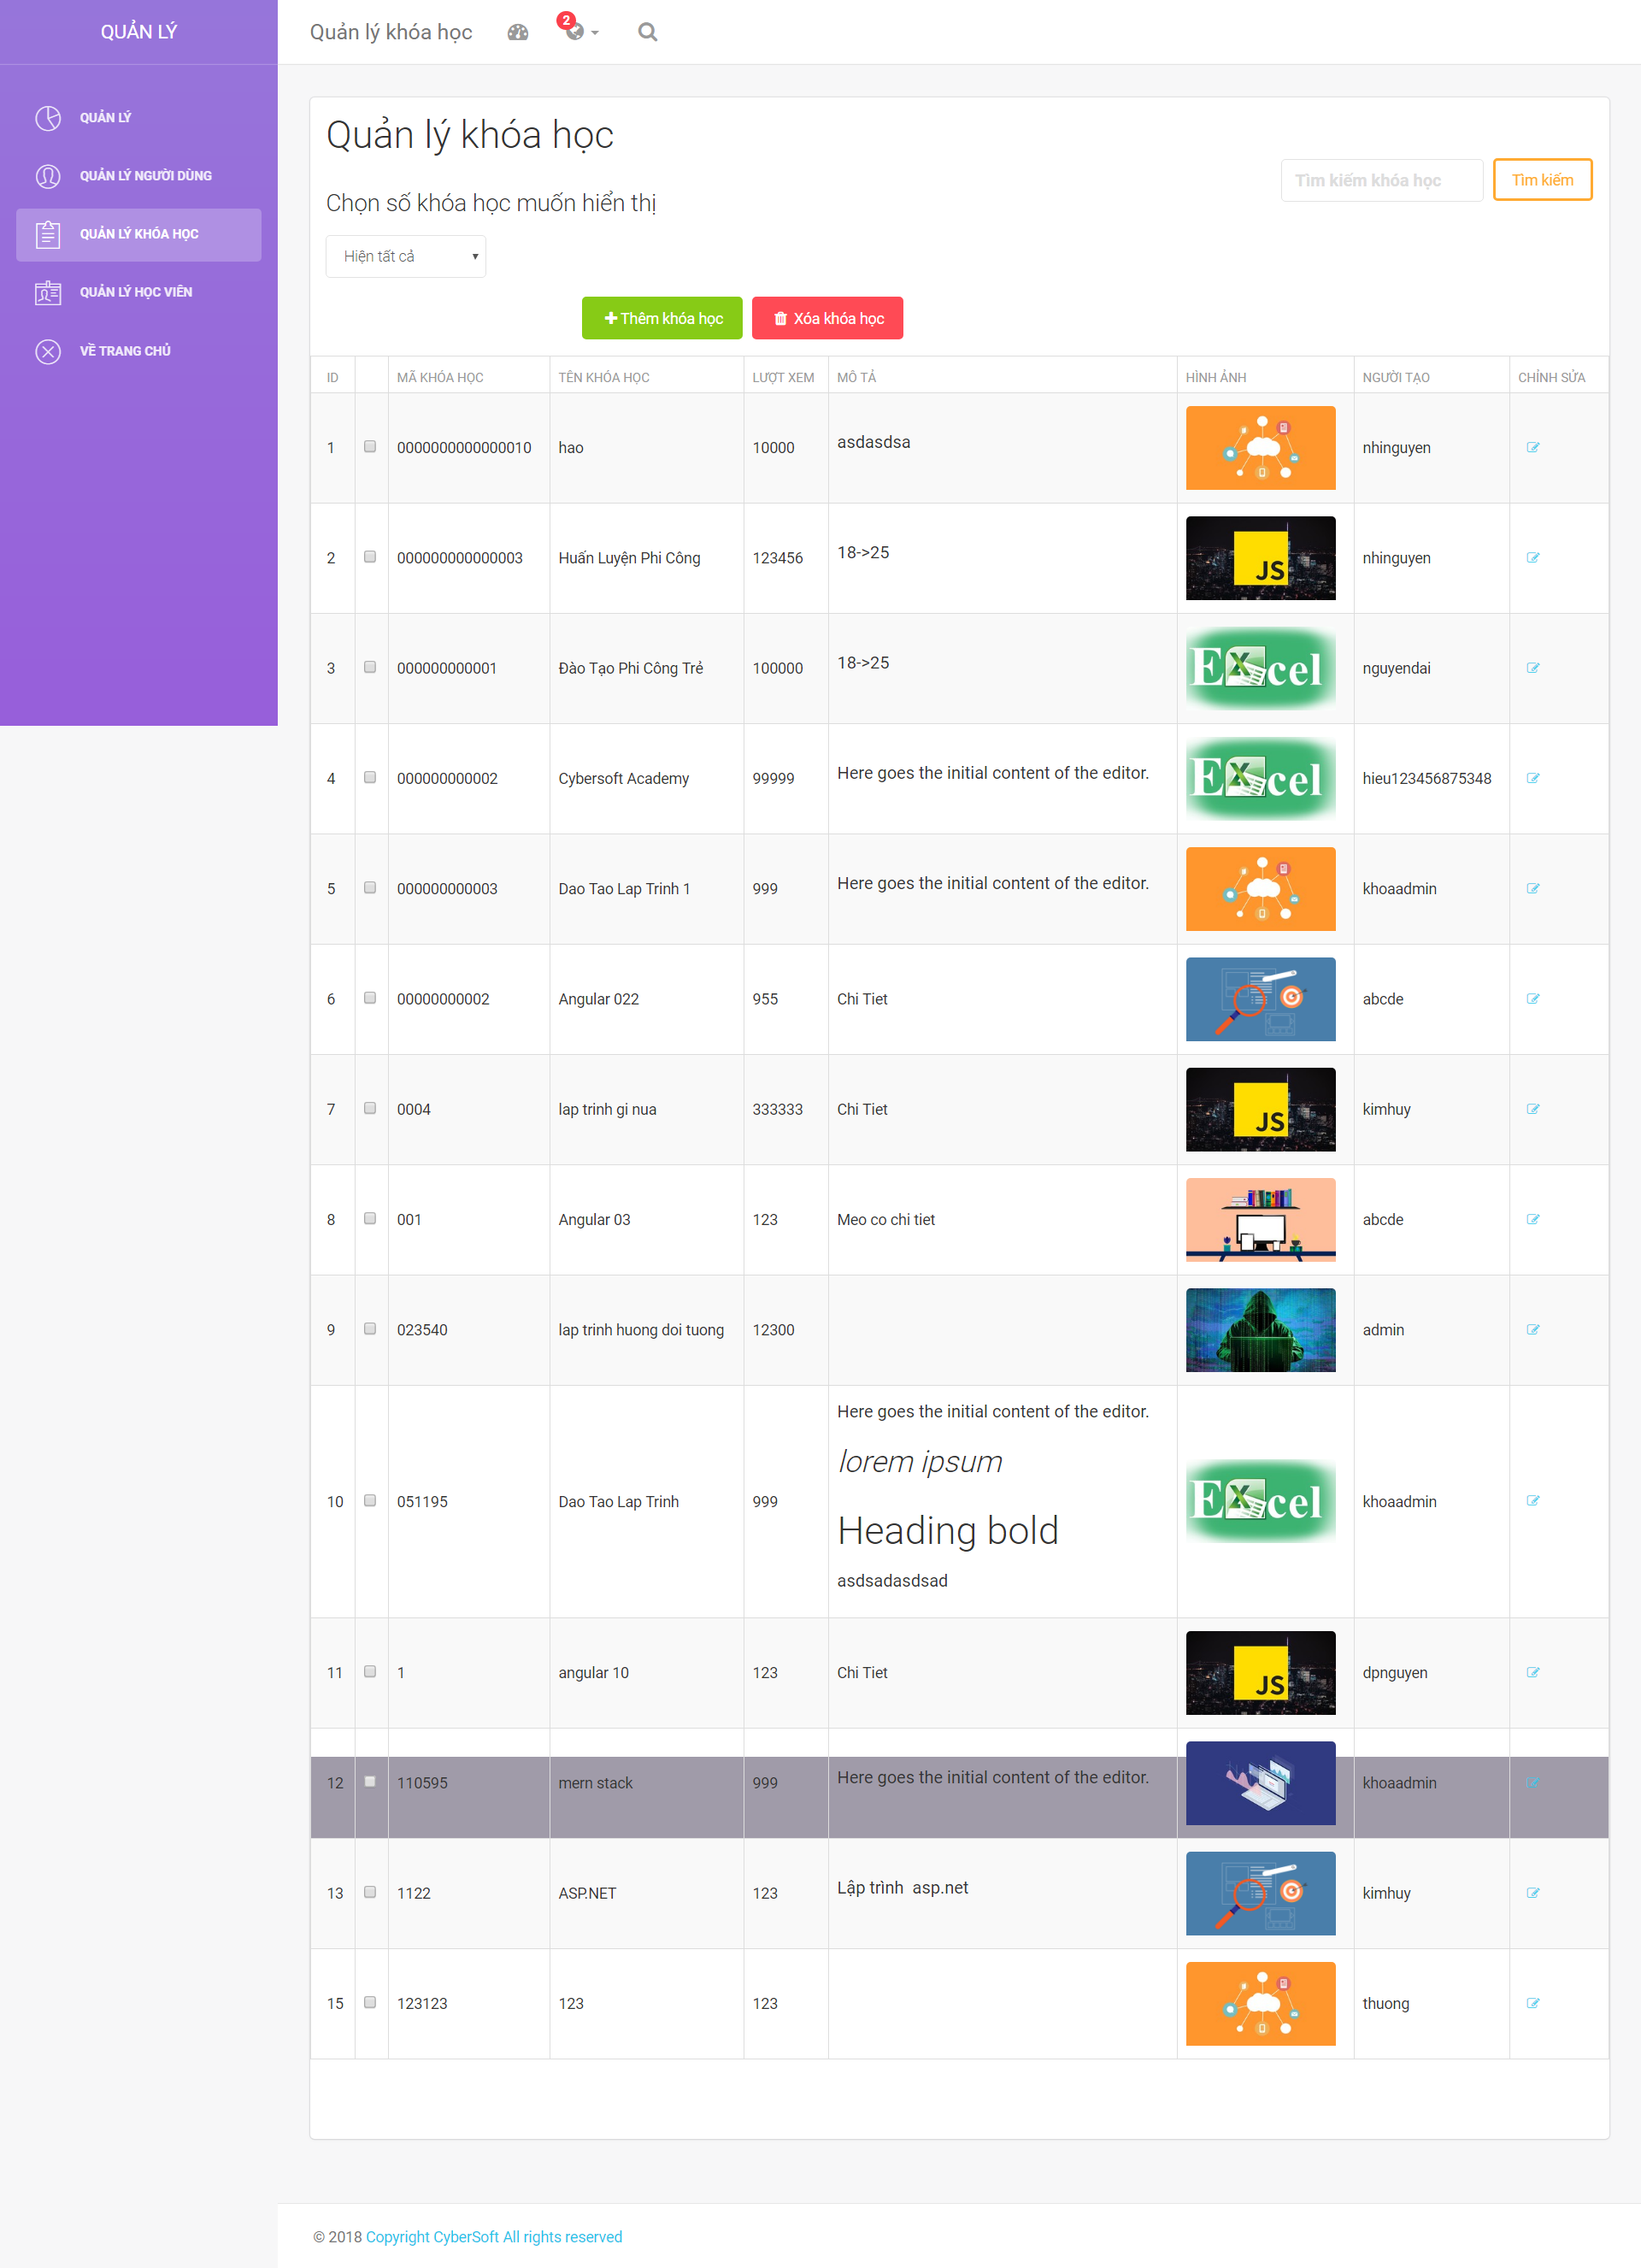 QUẢN LÝ
QUẢN LÝ
QUẢN LÝ NGƯỜI DÙNG
QUẢN LÝ KHÓA HỌC
QUẢN LÝ HỌC VIÊN
VỀ TRANG CHỦ
Quản lý khóa học 2
Quản lý khóa học
Tìm kiếm khóa học Tìm kiếm
Chọn số khóa học muốn hiển thị
Hiện tất cả
Thêm khóa học Xóa khóa học
ID MÃ KHÓA HỌC TÊN KHÓA HỌC LƯỢT XEM MÔ TẢ HÌNH ẢNH NGƯỜI TẠO CHỈNH SỬA
1 0000000000000010 hao 10000 asdasdsa nhinguyen
2 000000000000003 Huấn Luyện Phi Công 123456 18->25 JS nhinguyen
3 000000000001 Đào Tạo Phi Công Trẻ 100000 18->25 EXcel nguyendai
4 000000000002 Cybersoft Academy 99999 Here goes the initial content of the editor. EXcel hieu123456875348
5 000000000003 Dao Tao Lap Trinh 1 999 Here goes the initial content of the editor. khoaadmin
6 00000000002 Angular 022 955 Chi Tiet abcde
7 0004 lap trinh gi nua 333333 Chi Tiet JS kimhuy
8 001 Angular 03 123 Meo co chi tiet abcde
9 023540 lap trinh huong doi tuong 12300 admin
Here goes the initial content of the editor.
lorem ipsum
10 051195 Dao Tao Lap Trinh 999 EXcel khoaadmin
Heading bold
asdsadasdsad
11 1 angular 10 123 Chi Tiet JS dpnguyen
12 110595 mern stack 999 Here goes the initial content of the editor. khoaadmin
13 1122 ASP.NET 123 Lập trình  asp.net kimhuy
15 123123 123 123 thuong
© 2018 Copyright CyberSoft All rights reserved